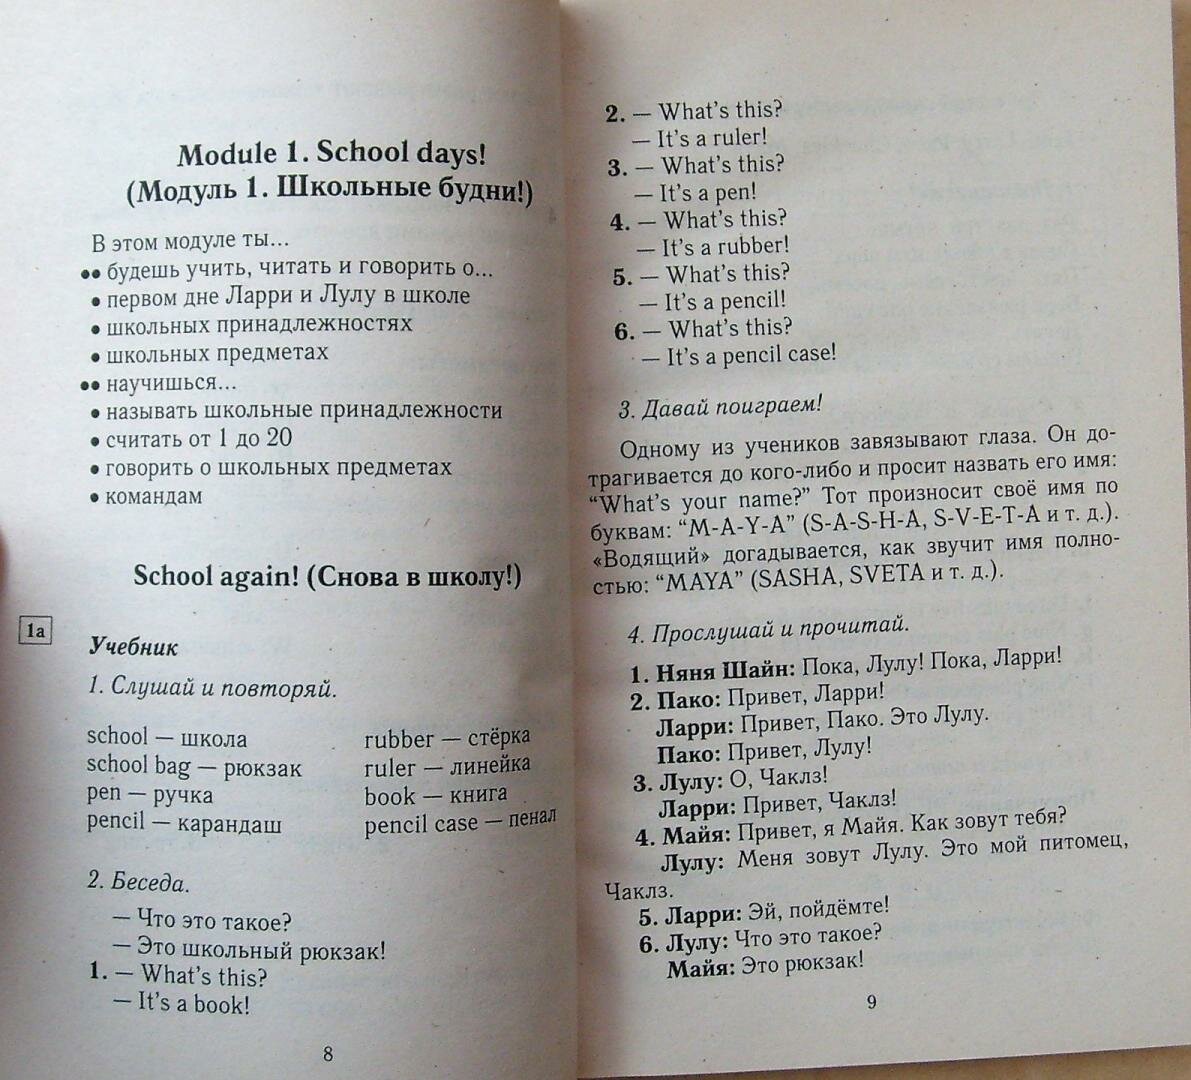 Module 1. School days!
(Модуль 1. Школьные будни!)
В этом модуле ты...
•• будешь учить, читать и говорить о...
• первом дне Ларри и Лулу в школе
• школьных принадлежностях
• школьных предметах
•• научишься...
• называть школьные принадлежности
• считать от 1 до 20
• говорить о школьных предметах
• командам
School again! (Снова в школу!)
1a
Учебник
1. Слушай и повторяй.
school — школа
school bag — рюкзак
pen — ручка
pencil — карандаш
rubber — стёрка
ruler — линейка
book — книга
pencil case — пенал
2. Беседа.
— Что это такое?
— Это школьный рюкзак!
1. — What's this?
— It's a book!
8
2. — What's this?
— It's a ruler!
3. — What's this?
— It's a pen!
4. — What's this?
— It's a rubber!
5. — What's this?
— It's a pencil!
6. — What's this?
— It's a pencil case!
3. Давай поиграем!
Одному из учеников завязывают глаза. Он до-
трагивается до кого-либо и просит назвать его имя:
“What's your name?” Тот произносит своё имя по
буквам: “M-A-Y-A” (S-A-S-H-A, S-V-E-T-A и т. д.).
«Водящий» догадывается, как звучит имя полно-
стью: “MAYA” (SASHA, SVETA и т. д.).
4. Прослушай и прочитай.
1. Няня Шайн: Пока, Лулу! Пока, Ларри!
2. Пако: Привет, Ларри!
Ларри: Привет, Пако. Это Лулу.
Пако: Привет, Лулу!
3. Лулу: О, Чаклз!
Ларри: Привет, Чаклз!
4. Майя: Привет, я Майя. Как зовут тебя?
Лулу: Меня зовут Лулу. Это мой питомец,
Чаклз.
5. Ларри: Эй, пойдёмте!
6. Лулу: Что это такое?
Майя: Это рюкзак!
9